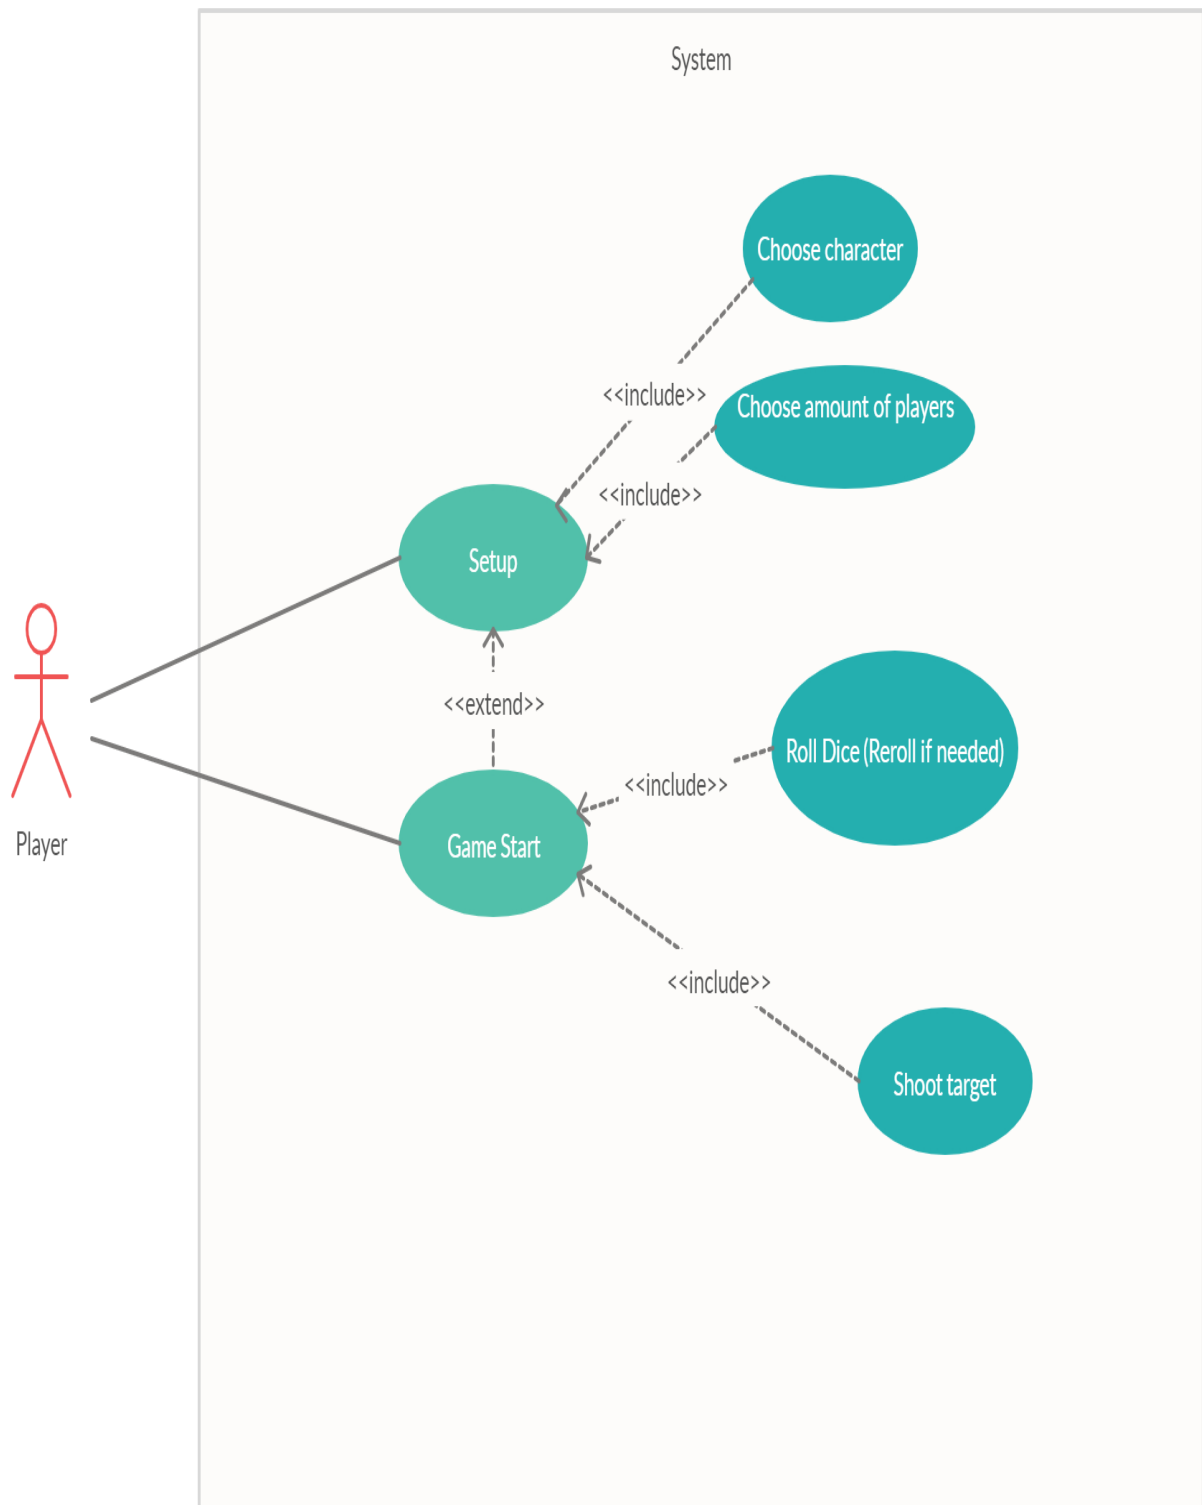 System
Choose character
<<include>>
Choose amount of players
<<include>>
Setup
<<extend>>
Roll Dice (Reroll if needed)
<<include>>
Player
Game Start
<<include>>
Shoot target